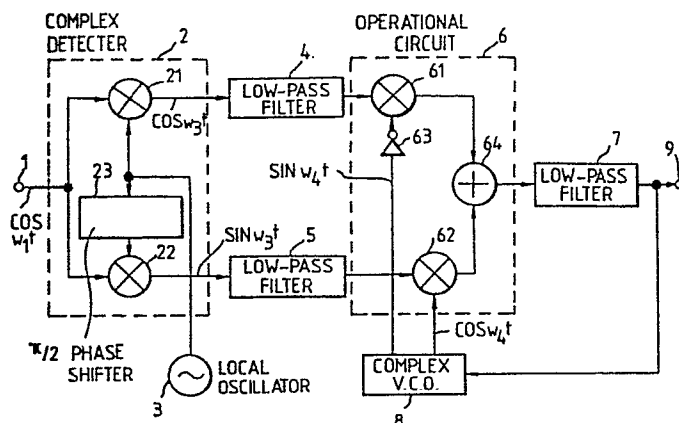 COMPLEX
DETECTER
2
OPERATIONAL
CIRCUIT
6
21
4.
LOW-PASS
FILTER
61
COSW3t
63
1
COS
W1t
23
SIN W4t
64
7
LOW-PASS
FILTER
9
SINW3t
22
5
LOW-PASS
FILTER
62
COSW4t
π/2 PHASE
SHIFTER
3
LOCAL
OSCILLATOR
COMPLEX
V.C.O.
8